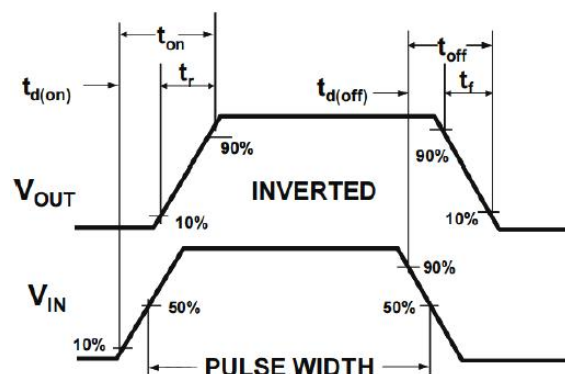 t_on
t_off
t_d(on)
t_r
t_d(off)
t_f
90%
90%
V_OUT
INVERTED
10%
10%
V_IN
90%
50%
50%
10%
PULSE WIDTH